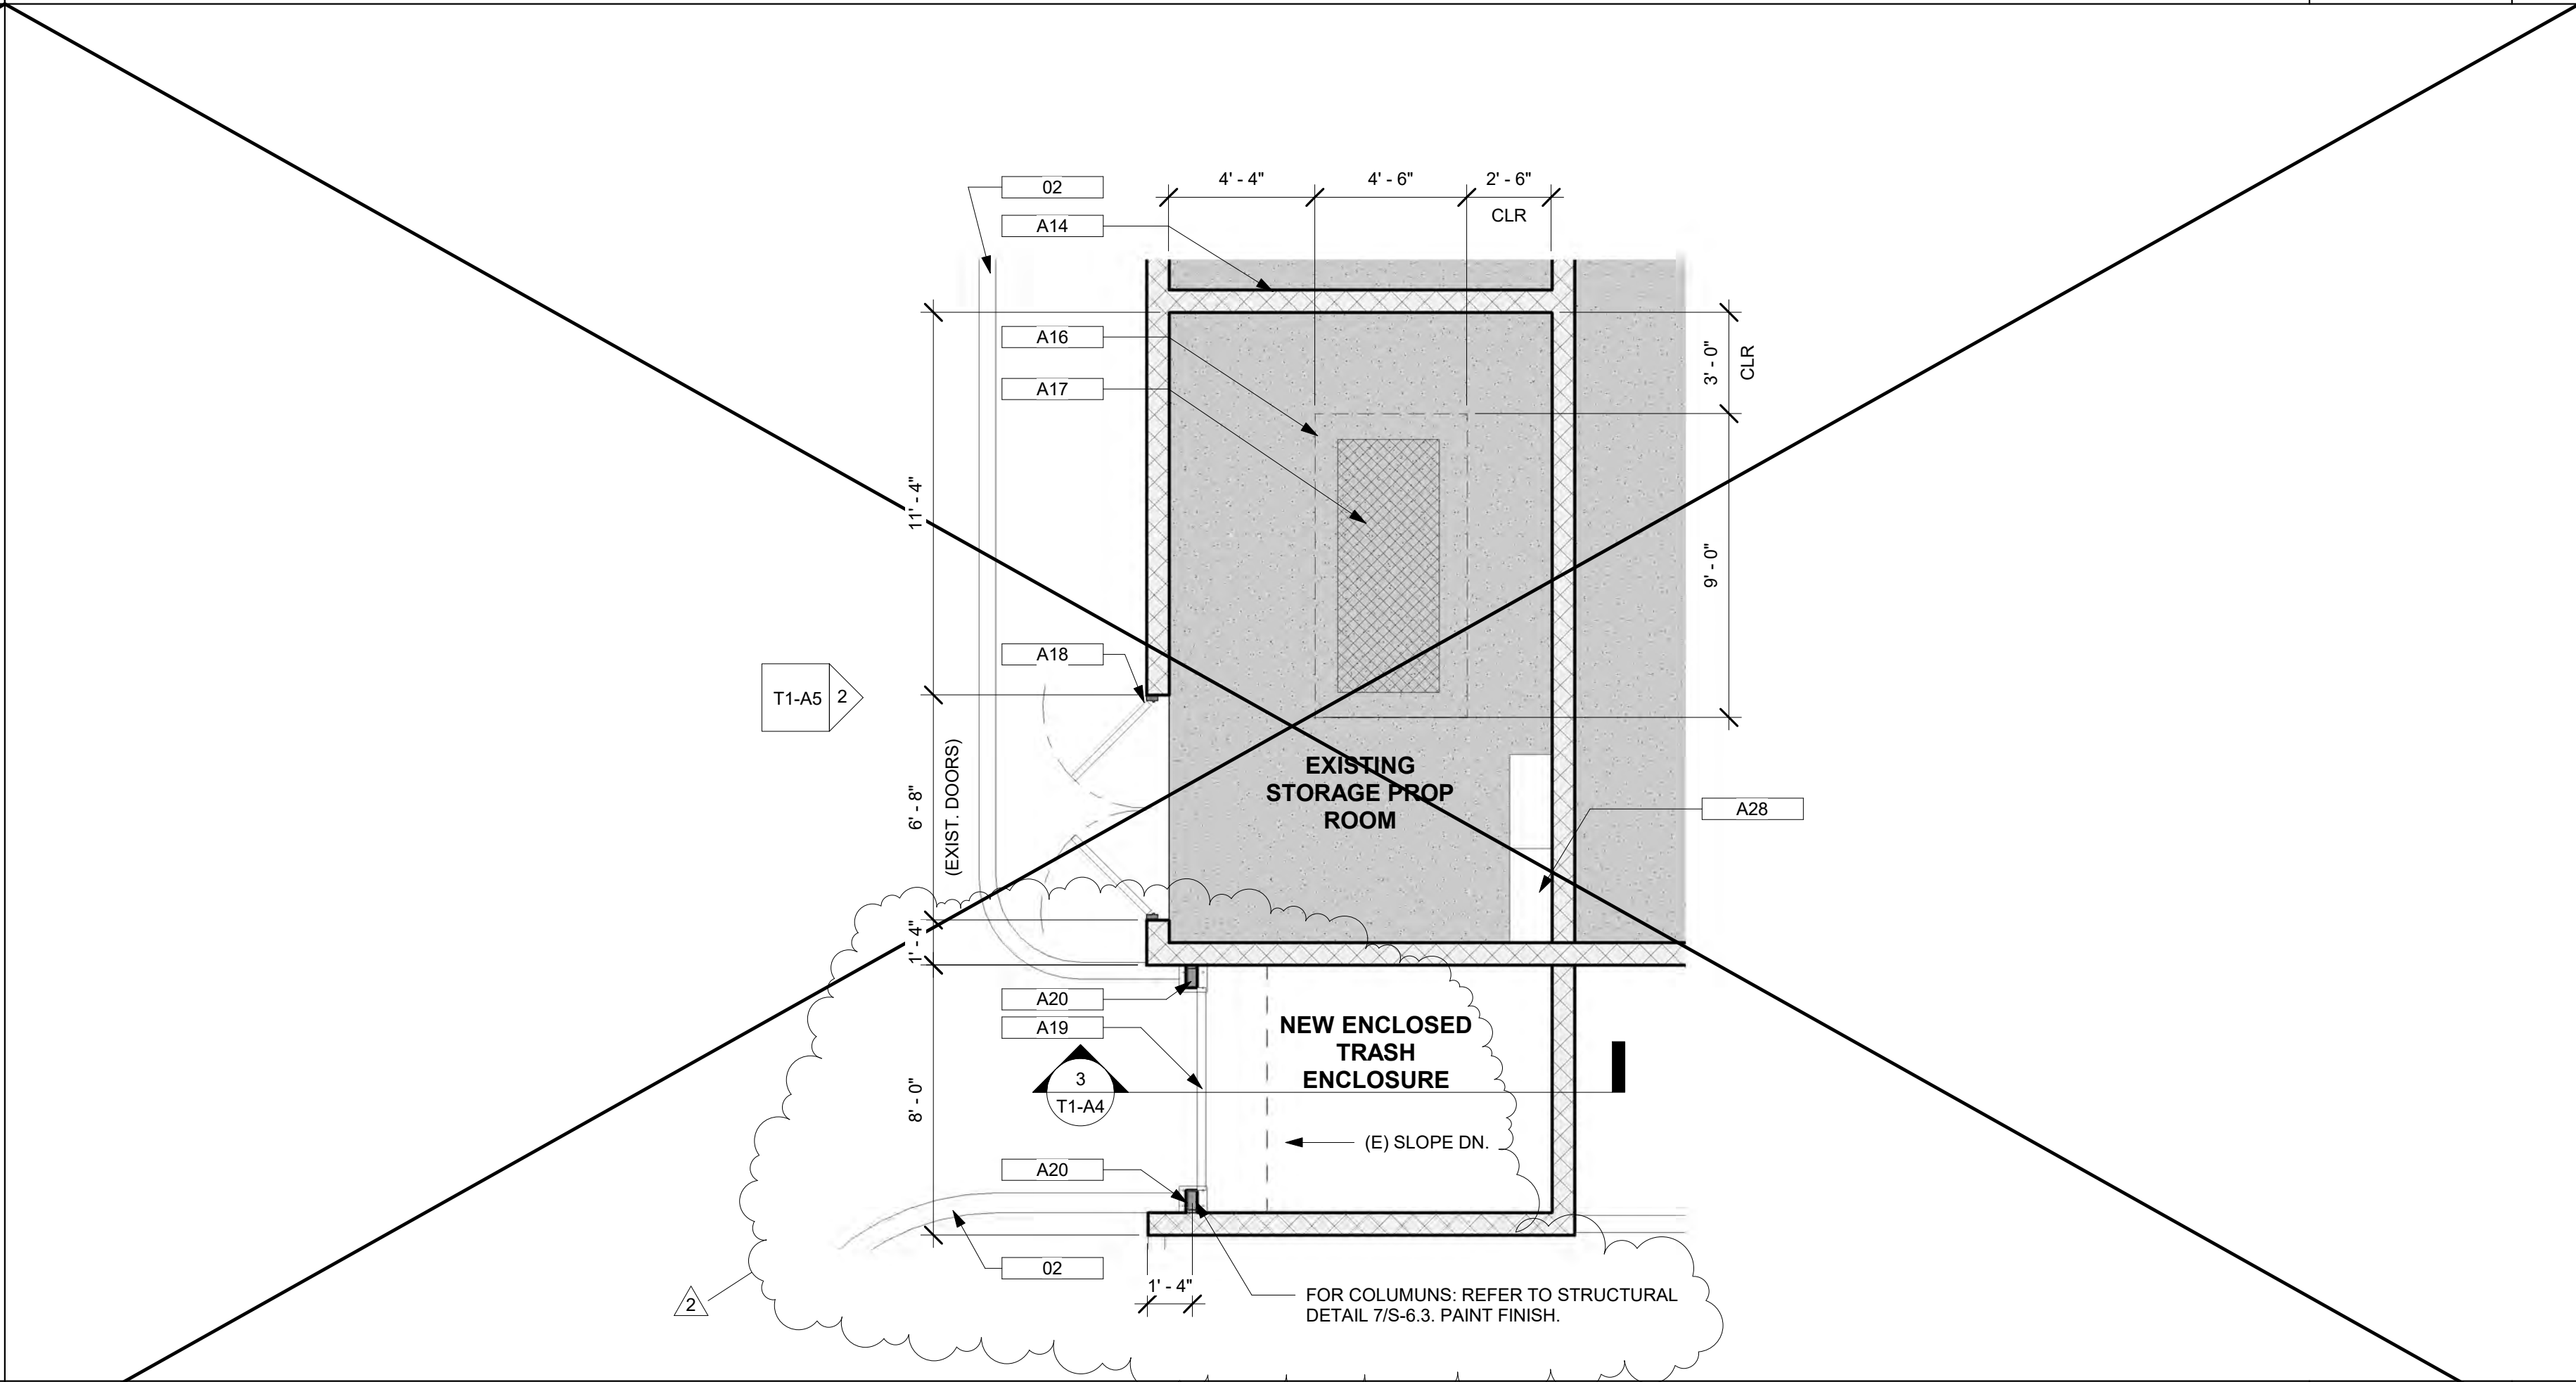 02
4' - 4"
4' - 6"
2' - 6"
CLR
A14
A16
A17
3' - 0"
CLR
11' - 4"
9' - 0"
A18
T1-A5
2
(EXIST. DOORS)
6' - 8"
EXISTING
STORAGE PROP
ROOM
A28
1' - 4"
A20
A19
NEW ENCLOSED
TRASH
ENCLOSURE
3
T1-A4
8' - 0"
(E) SLOPE DN.
A20
02
1' - 4"
2
FOR COLUMUNS: REFER TO STRUCTURAL
DETAIL 7/S-6.3. PAINT FINISH.